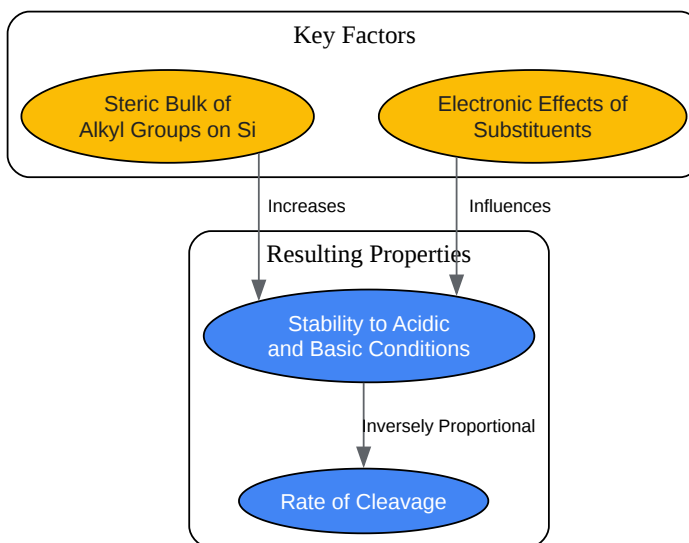 Key Factors
Steric Bulk of
Alkyl Groups on Si
Electronic Effects of
Substituents
Increases
Influences
Resulting Properties
Stability to Acidic
and Basic Conditions
Inversely Proportional
Rate of Cleavage